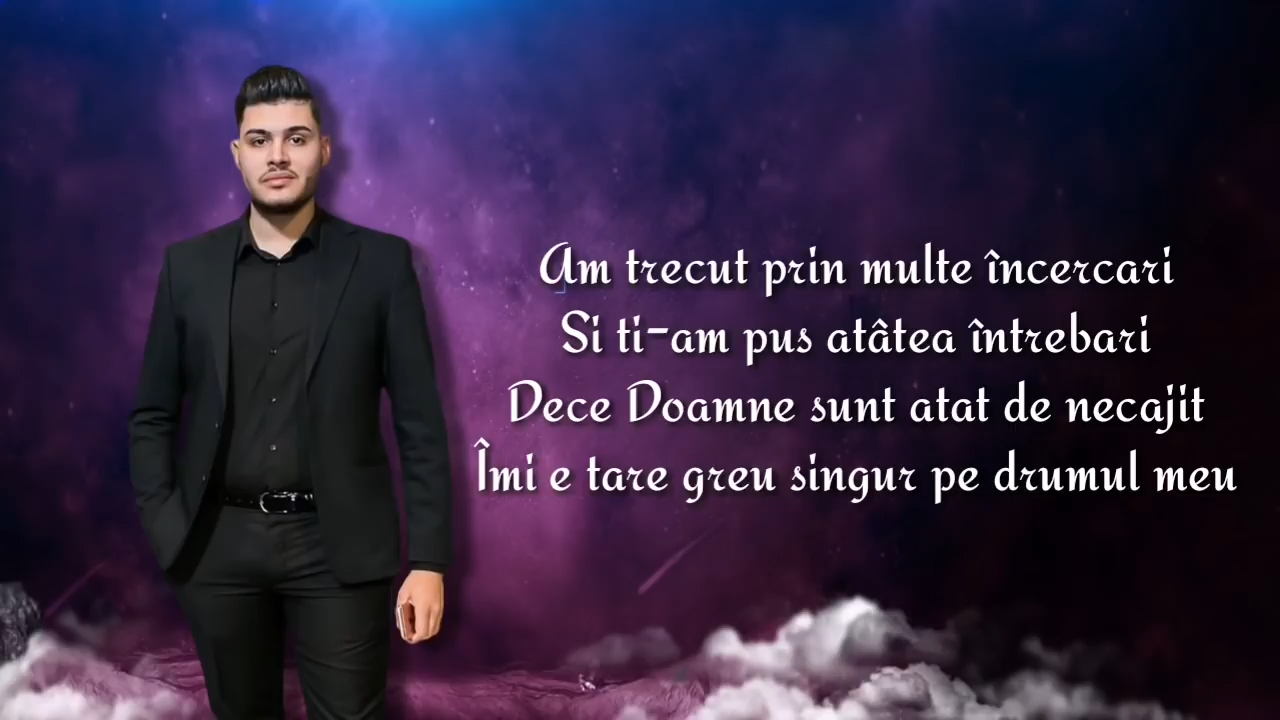 Am trecut prin multe încercari
Si ti-am pus atâtea întrebari
Dece Doamne sunt atat de necajit
Îmi e tare greu singur pe drumul meu